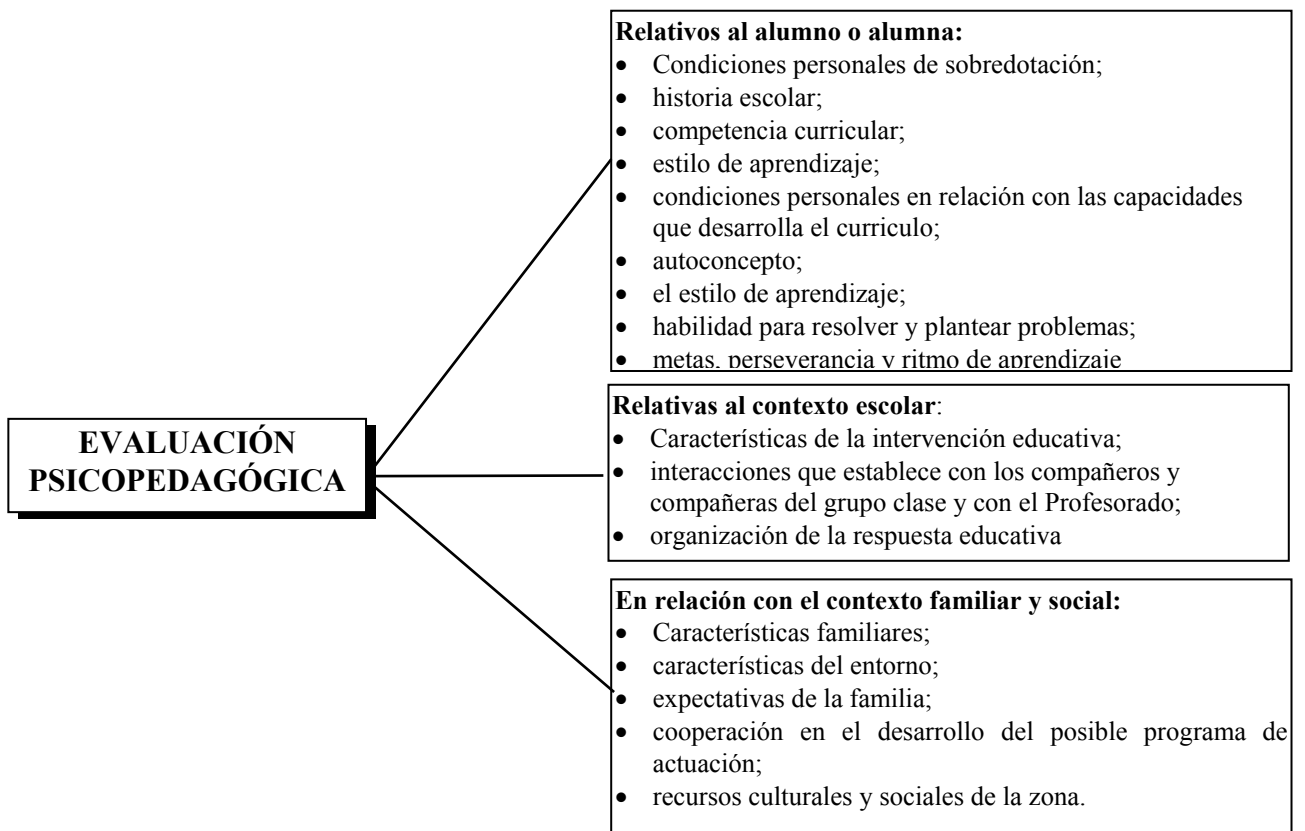 Relativos al alumno o alumna:
• Condiciones personales de sobredotación;
• historia escolar;
• competencia curricular;
• estilo de aprendizaje;
• condiciones personales en relación con las capacidades
que desarrolla el curriculo;
• autoconcepto;
• el estilo de aprendizaje;
• habilidad para resolver y plantear problemas;
• metas, perseverancia y ritmo de aprendizaje
EVALUACIÓN
PSICOPEDAGÓGICA
Relativas al contexto escolar:
• Características de la intervención educativa;
• interacciones que establece con los compañeros y
compañeras del grupo clase y con el Profesorado;
• organización de la respuesta educativa
En relación con el contexto familiar y social:
• Características familiares;
• características del entorno;
• expectativas de la familia;
• cooperación en el desarrollo del posible programa de
actuación;
• recursos culturales y sociales de la zona.